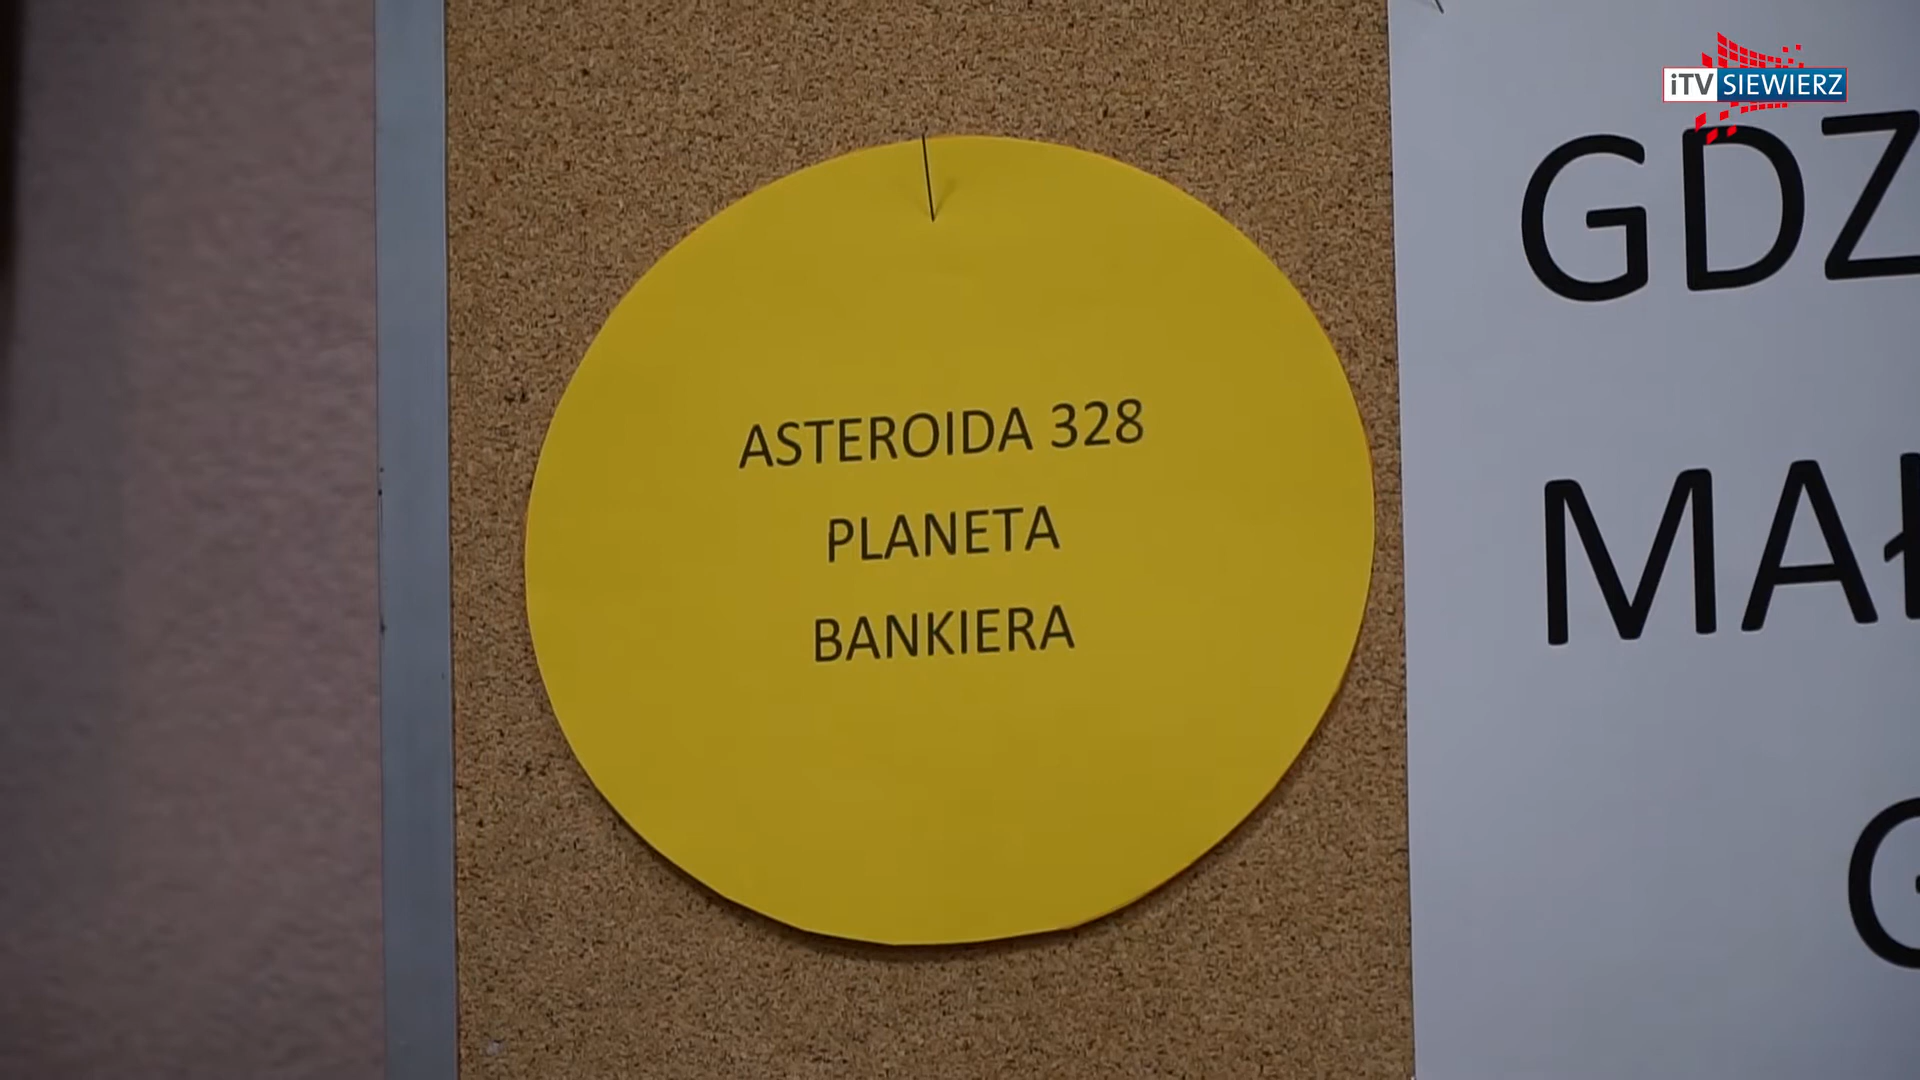 iTV SIEWIERZ
ASTEROIDA 328
PLANETA
BANKIERA
GDZ
MAŁ
G